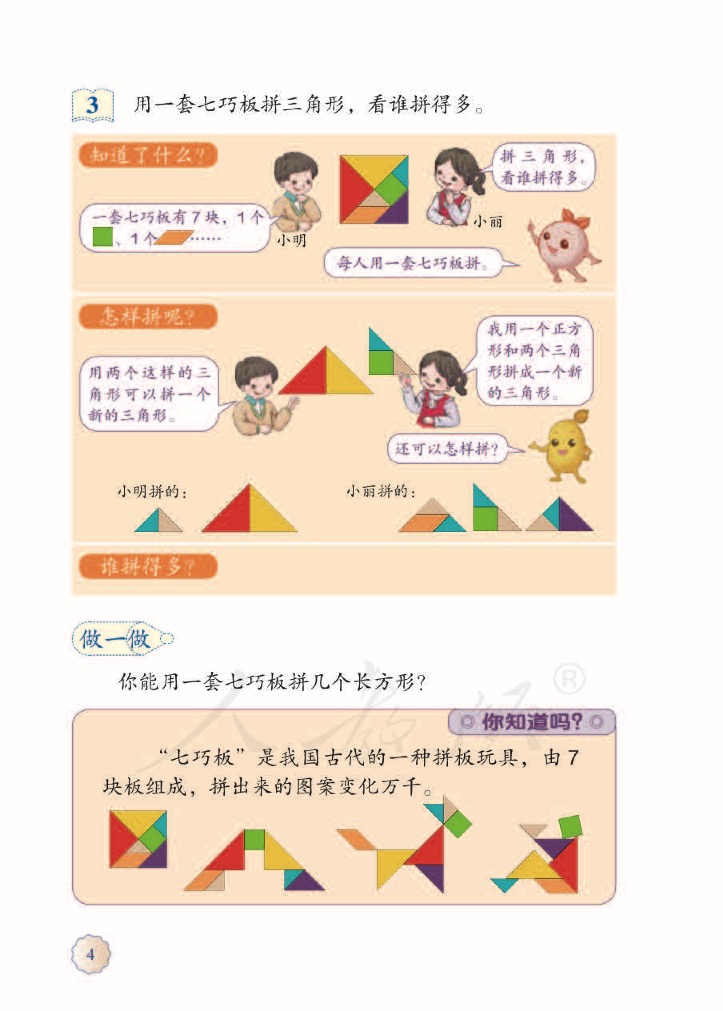 3 用一套七巧板拼三角形，看谁拼得多。
知道了什么？
拼三角形，
看谁拼得多。
一套七巧板有7块，1个
、1个……
小明
小丽
每人用一套七巧板拼。
怎样拼呢？
用两个这样的三
角形可以拼一个
新的三角形。
我用一个正方
形和两个三角
形拼成一个新
的三角形。
还可以怎样拼？
小明拼的：
小丽拼的：
谁拼得多？
做一做
你能用一套七巧板拼几个长方形？
人教师®
你知道吗？
“七巧板”是我国古代的一种拼板玩具，由7
块板组成，拼出来的图案变化万千。
4